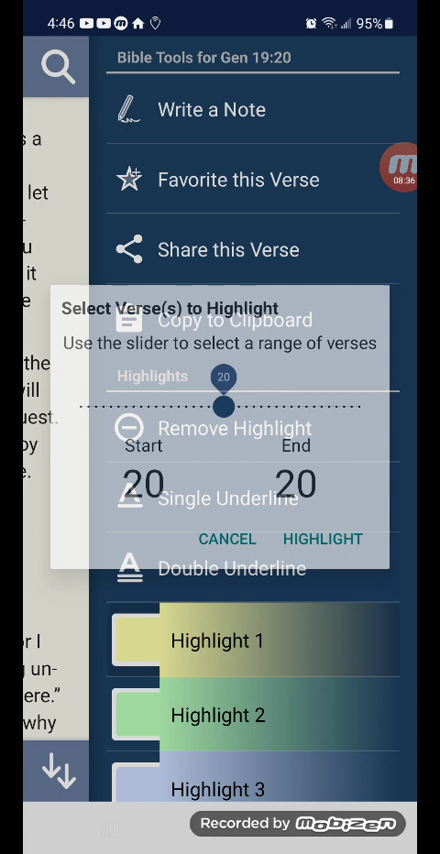 4:46
95%
Bible Tools for Gen 19:20
Write a Note
Favorite this Verse
08:36
Share this Verse
s a
let
u
it
e
the
will
uest.
oy
e.
Select Verse(s) to Highlight
Copy to Clipboard
Use the slider to select a range of verses
Highlights
20
Remove Highlight
Start
End
20
20
Single Underline
CANCEL
HIGHLIGHT
Double Underline
or I
un-
ere.”
why
Highlight 1
Highlight 2
Highlight 3
Recorded by mobizen